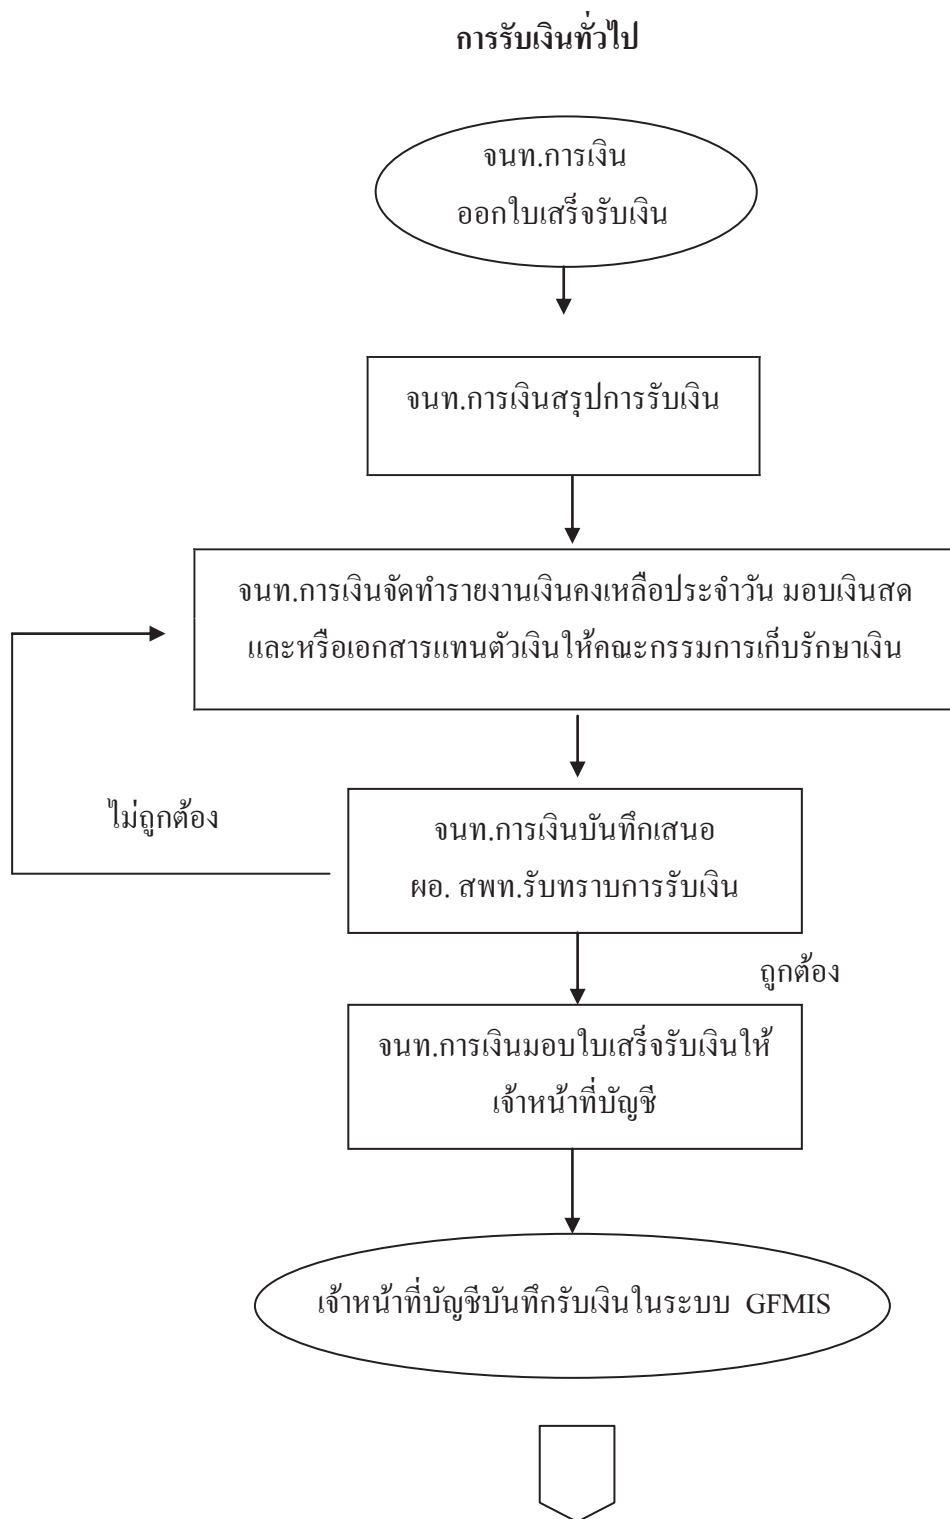 การรับเงินทั่วไป
จนท.การเงิน
ออกใบเสร็จรับเงิน
จนท.การเงินสรุปการรับเงิน
จนท.การเงินจัดทำรายงานเงินคงเหลือประจำวัน มอบเงินสด
และหรือเอกสารแทนตัวเงินให้คณะกรรมการเก็บรักษาเงิน
ไม่ถูกต้อง
จนท.การเงินบันทึกเสนอ
ผอ. สพท.รับทราบการรับเงิน
ถูกต้อง
จนท.การเงินมอบใบเสร็จรับเงินให้
เจ้าหน้าที่บัญชี
เจ้าหน้าที่บัญชีบันทึกรับเงินในระบบ GFMIS